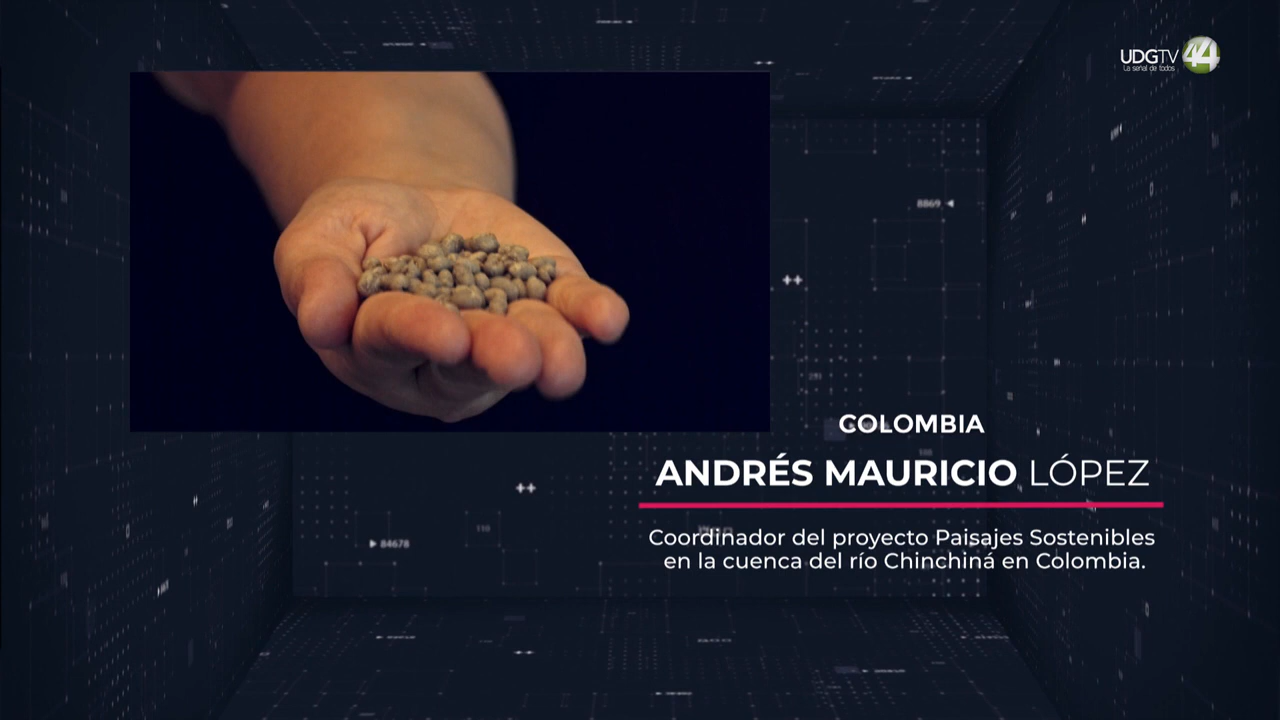 UDGTV 44
La señal de todos
8869
COLOMBIA
ANDRÉS MAURICIO LÓPEZ
Coordinador del proyecto Paisajes Sostenibles
en la cuenca del río Chinchiná en Colombia.
84678